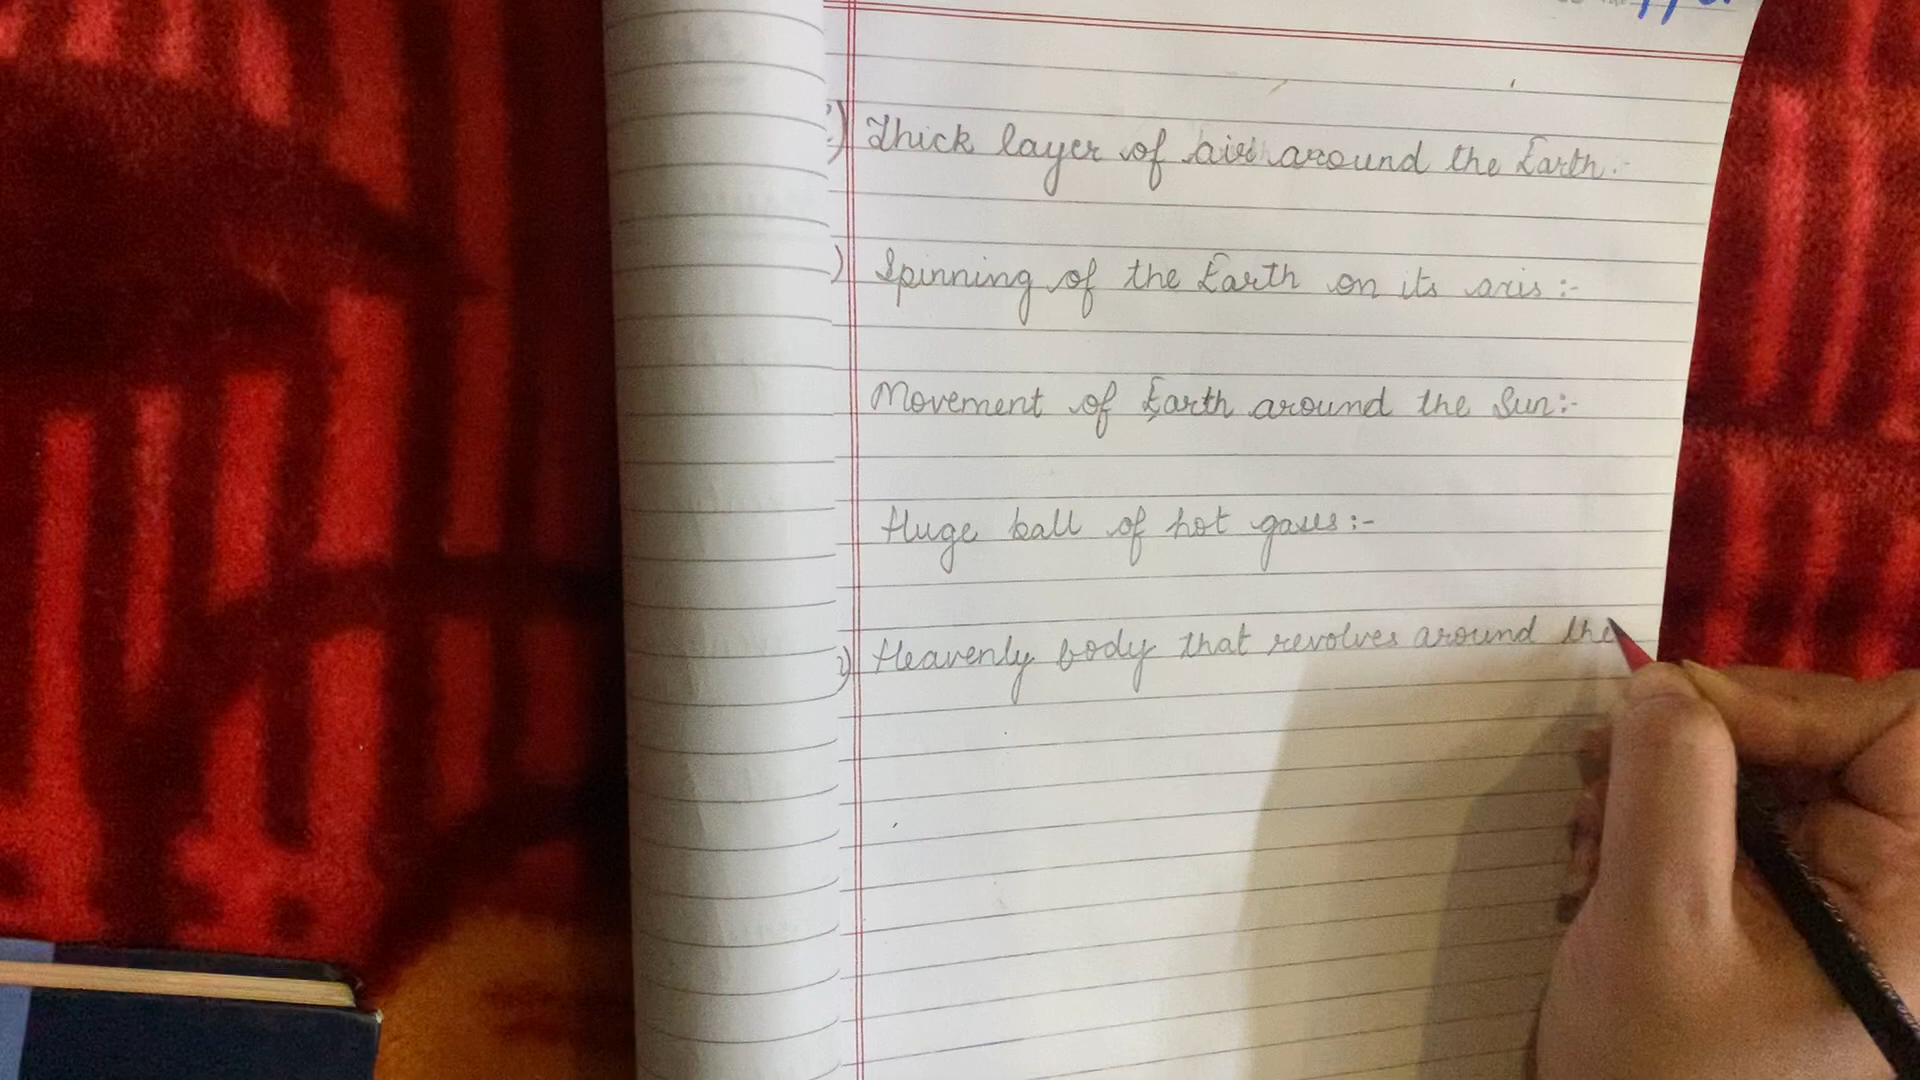 Thick layer of air around the Earth:-
) Spinning of the Earth on its axis:-
Movement of Earth around the Sun:-
Huge ball of hot gases:-
) Heavenly body that revolves around the